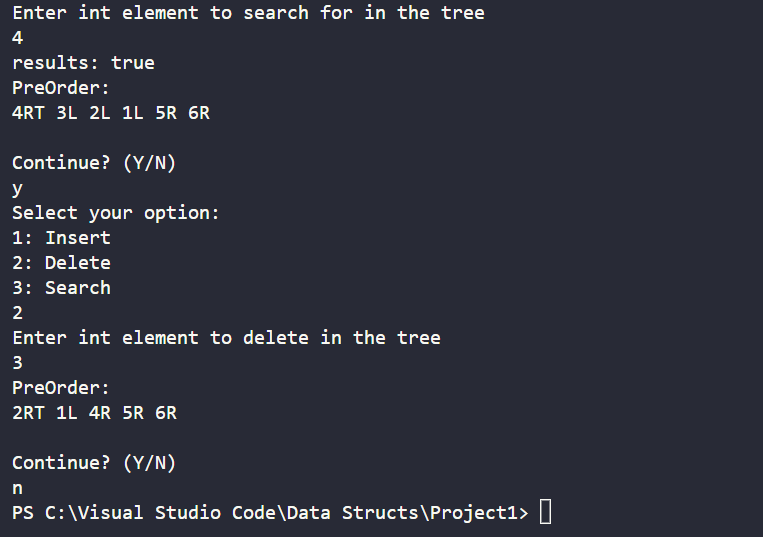 Enter int element to search for in the tree
4
results: true
PreOrder:
4RT 3L 2L 1L 5R 6R
Continue? (Y/N)
y
Select your option:
1: Insert
2: Delete
3: Search
2
Enter int element to delete in the tree
3
PreOrder:
2RT 1L 4R 5R 6R
Continue? (Y/N)
n
PS C:\Visual Studio Code\Data Structs\Project1>